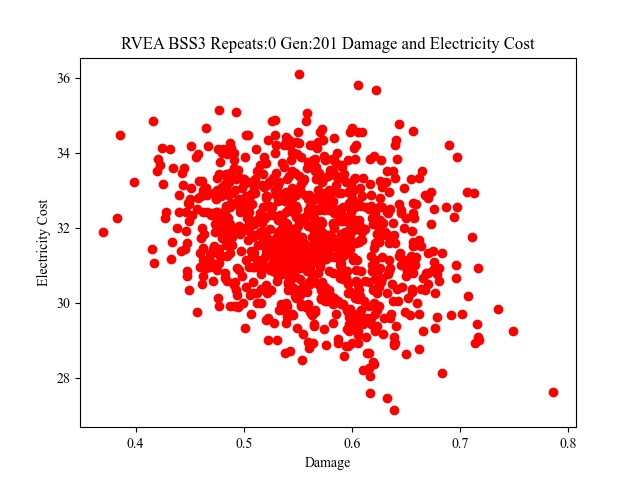 RVEA BSS3 Repeats:0 Gen:201 Damage and Electricity Cost
36
34
32
30
28
Electricity Cost
0.4 0.5 0.6 0.7 0.8
Damage